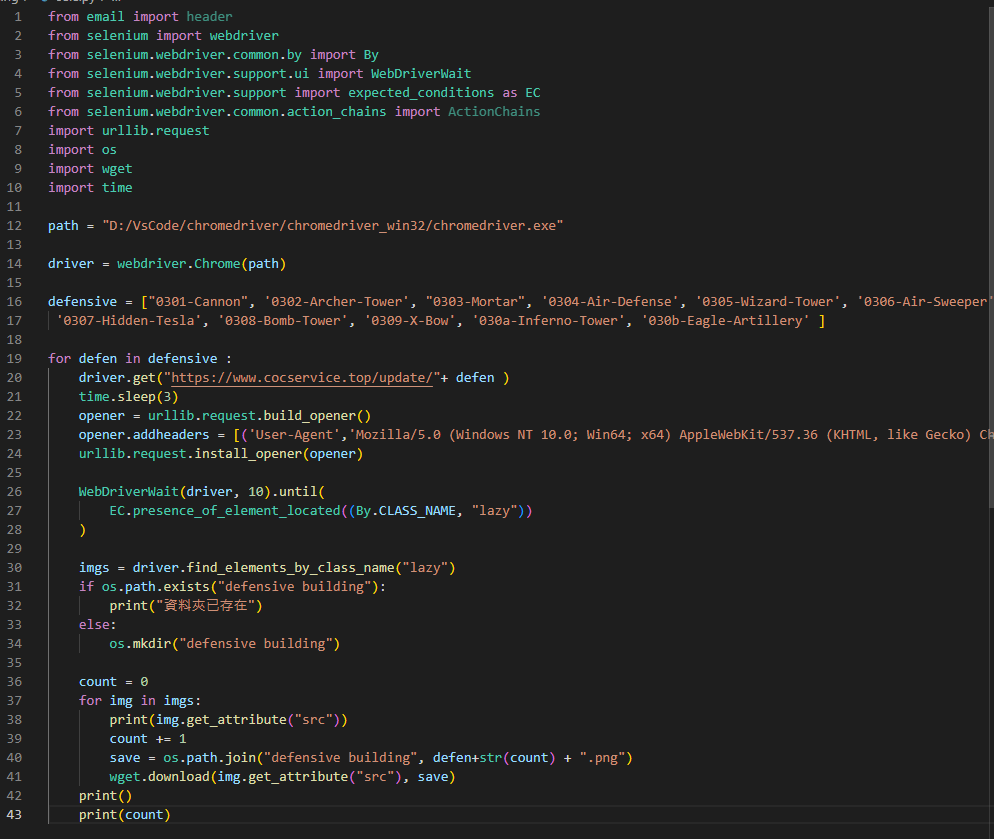 1 from email import header
2 from selenium import webdriver
3 from selenium.webdriver.common.by import By
4 from selenium.webdriver.support.ui import WebDriverWait
5 from selenium.webdriver.support import expected_conditions as EC
6 from selenium.webdriver.common.action_chains import ActionChains
7 import urllib.request
8 import os
9 import wget
10 import time
11
12 path = "D:/VsCode/chromedriver/chromedriver_win32/chromedriver.exe"
13
14 driver = webdriver.Chrome(path)
15
16 defensive = ["0301-Cannon", '0302-Archer-Tower', "0303-Mortar", '0304-Air-Defense', '0305-Wizard-Tower', '0306-Air-Sweeper'
17 '0307-Hidden-Tesla', '0308-Bomb-Tower', '0309-X-Bow', '030a-Inferno-Tower', '030b-Eagle-Artillery' ]
18
19 for defen in defensive :
20     driver.get("https://www.cocservice.top/update/"+ defen )
21     time.sleep(3)
22     opener = urllib.request.build_opener()
23     opener.addheaders = [('User-Agent','Mozilla/5.0 (Windows NT 10.0; Win64; x64) AppleWebKit/537.36 (KHTML, like Gecko)
24     urllib.request.install_opener(opener)
25
26     WebDriverWait(driver, 10).until(
27         EC.presence_of_element_located((By.CLASS_NAME, "lazy"))
28     )
29
30     imgs = driver.find_elements_by_class_name("lazy")
31     if os.path.exists("defensive building"):
32         print("資料夾已存在")
33     else:
34         os.mkdir("defensive building")
35
36     count = 0
37     for img in imgs:
38         print(img.get_attribute("src"))
39         count += 1
40         save = os.path.join("defensive building", defen+str(count) + ".png")
41         wget.download(img.get_attribute("src"), save)
42     print()
43     print(count)